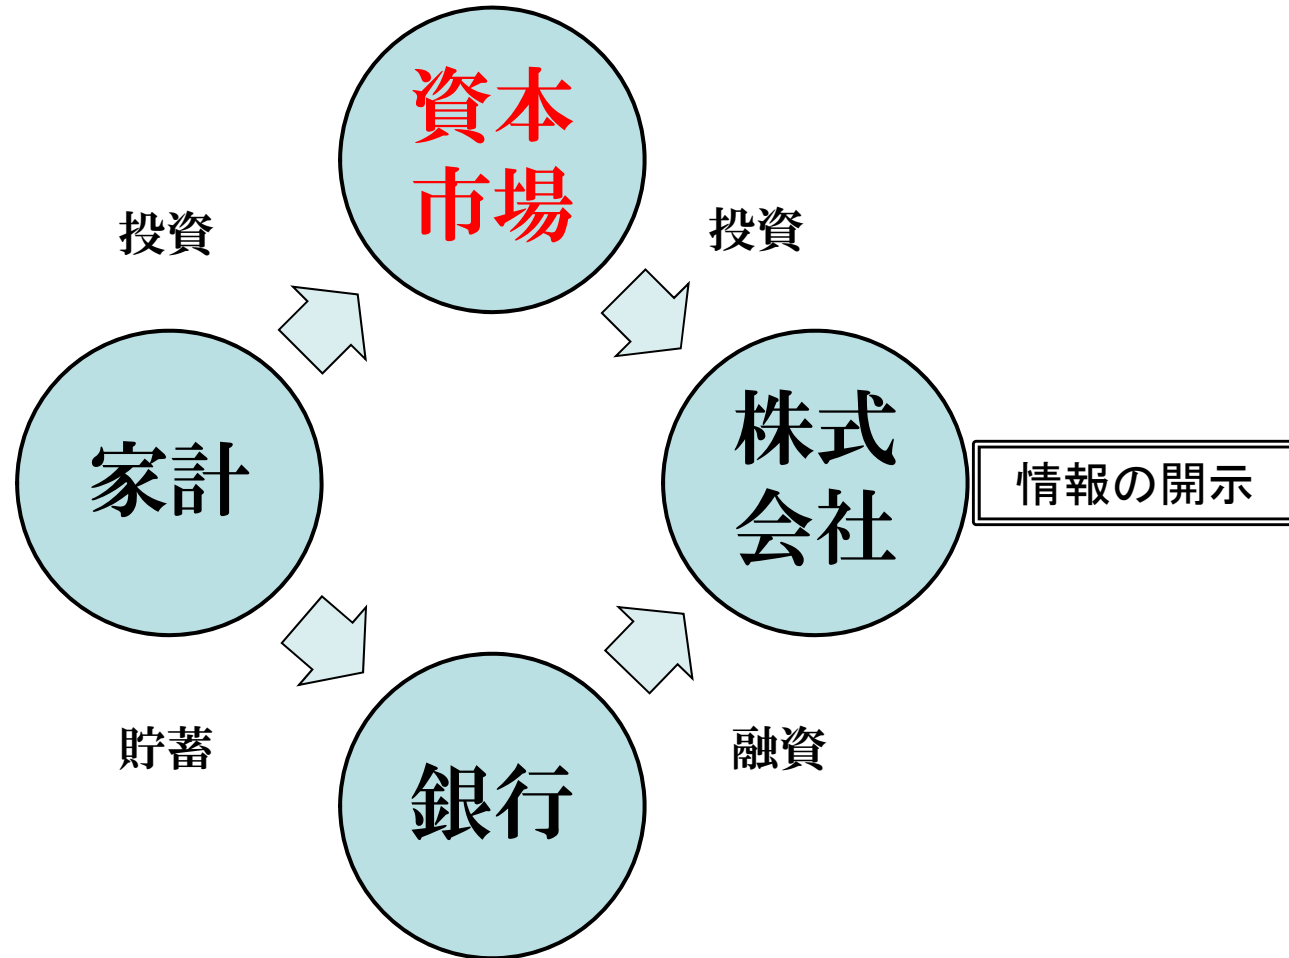 資本
市場
投資
投資
家計
株式
会社
情報の開示
貯蓄
融資
銀行